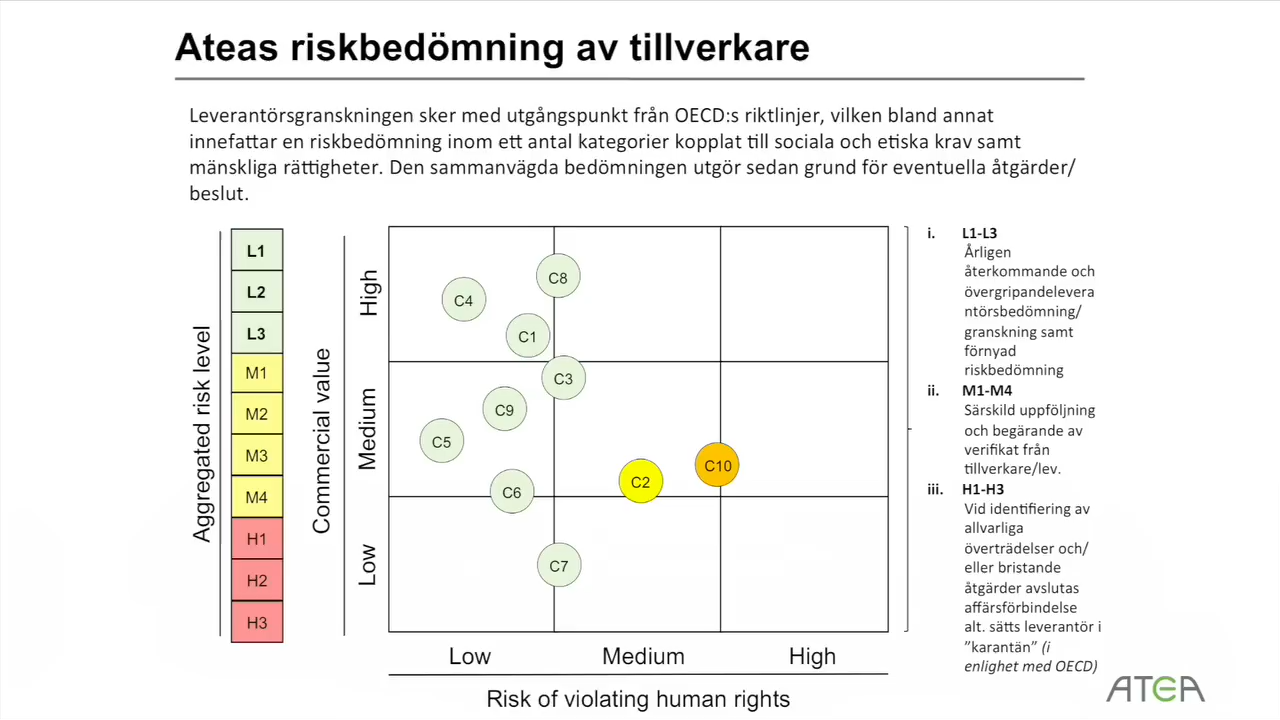 Ateas riskbedömning av tillverkare
Leverantörsgranskningen sker med utgångspunkt från OECD:s riktlinjer, vilken bland annat
innefattar en riskbedömning inom ett antal kategorier kopplat till sociala och etiska krav samt
mänskliga rättigheter. Den sammanvägda bedömningen utgör sedan grund för eventuella åtgärder/
beslut.
Aggregated risk level
L1
L2
L3
M1
M2
M3
M4
H1
H2
H3
Commercial value
High
Medium
Low
C8
C4
C1
C3
C9
C5
C10
C2
C6
C7
Low
Medium
High
Risk of violating human rights
i. L1-L3
Årligen
återkommande och
övergripandelevera
ntörsbedömning/
granskning samt
förnyad
riskbedömning
ii. M1-M4
Särskild uppföljning
och begärande av
verifikat från
tillverkare/lev.
iii. H1-H3
Vid identifiering av
allvarliga
överträdelser och/
eller bristande
åtgärder avslutas
affärsförbindelse
alt. sätts leverantör i
”karantän” (i
enlighet med OECD)
ATEA